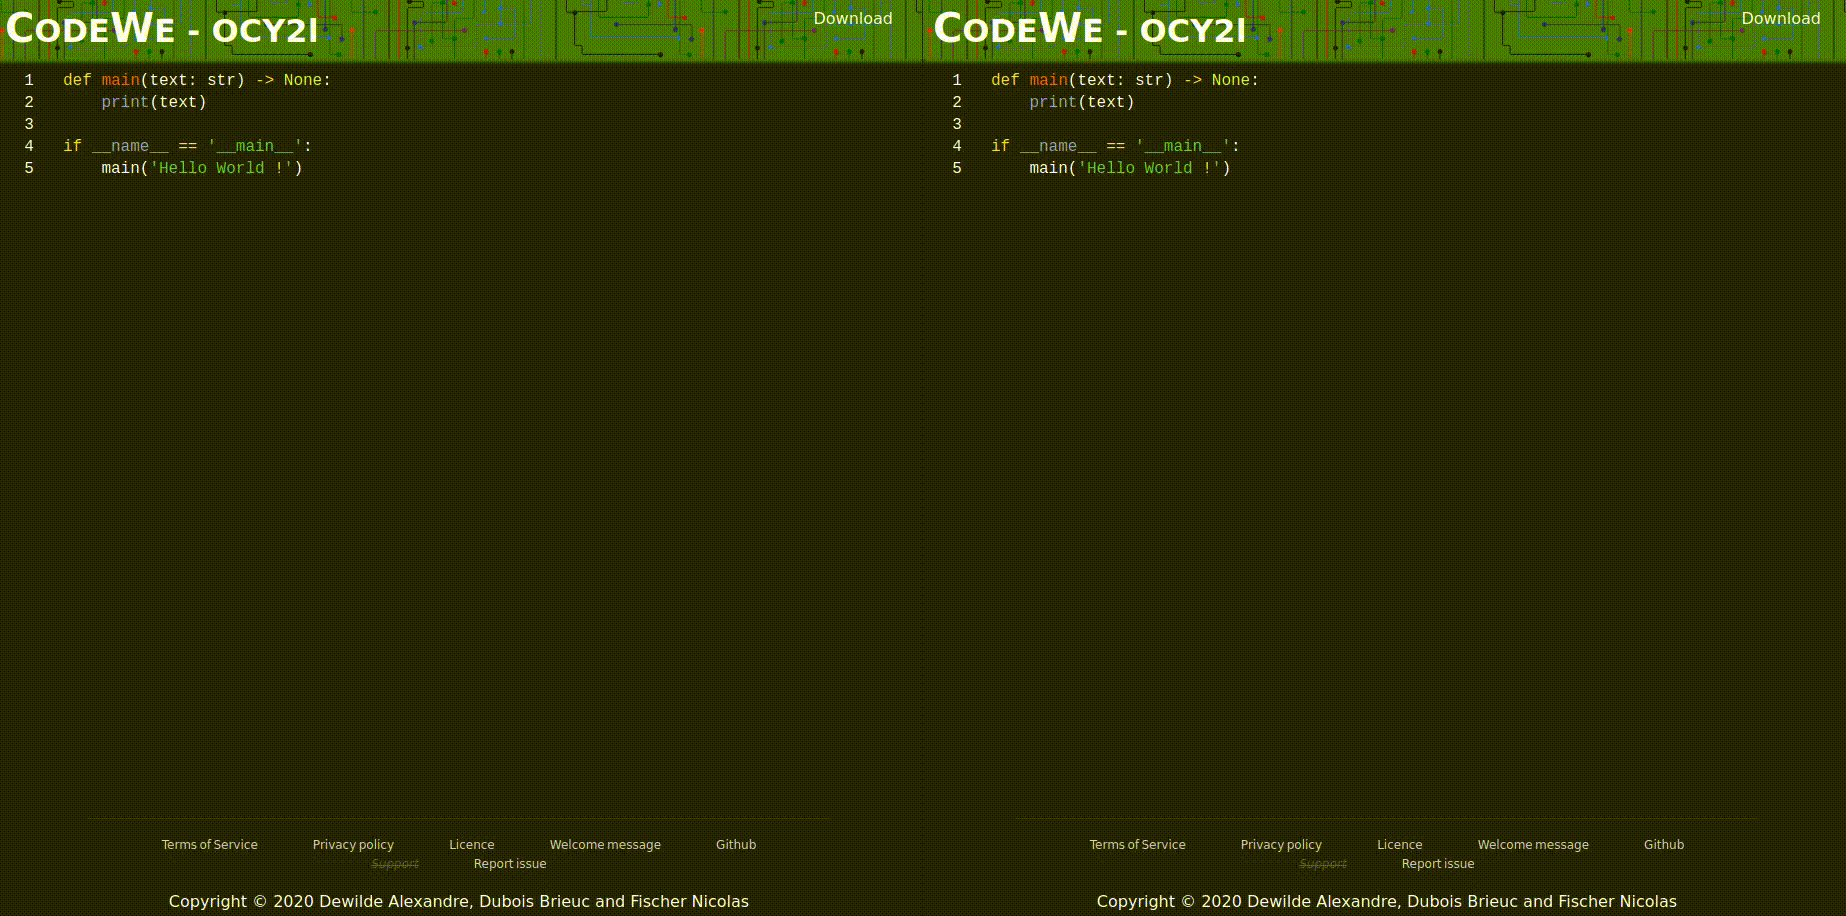 CODEWE - OCY2l
Download
1 def main(text: str) -> None:
2     print(text)
3
4 if __name__ == '__main__':
5     main('Hello World !')
Terms of Service Privacy policy Licence Welcome message Github
Support Report issue
Copyright © 2020 Dewilde Alexandre, Dubois Brieuc and Fischer Nicolas
CODEWE - OCY2l
Download
1 def main(text: str) -> None:
2     print(text)
3
4 if __name__ == '__main__':
5     main('Hello World !')
Terms of Service Privacy policy Licence Welcome message Github
Support Report issue
Copyright © 2020 Dewilde Alexandre, Dubois Brieuc and Fischer Nicolas